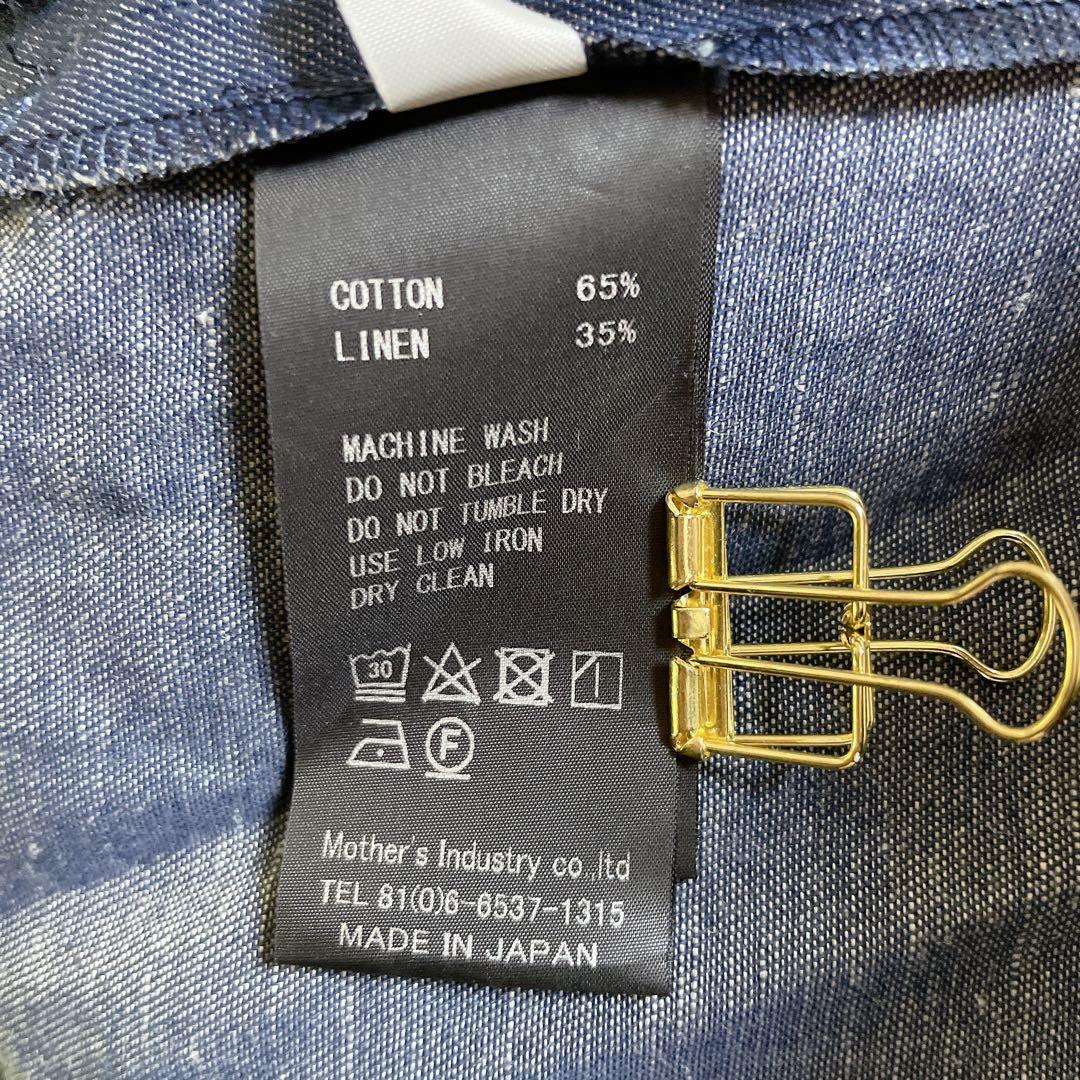 COTTON 65%
LINEN 35%
MACHINE WASH
DO NOT BLEACH
DO NOT TUMBLE DRY
USE LOW IRON
DRY CLEAN
30
F
Mother's Industry co.,ltd
TEL 81(0)6-6537-1315
MADE IN JAPAN